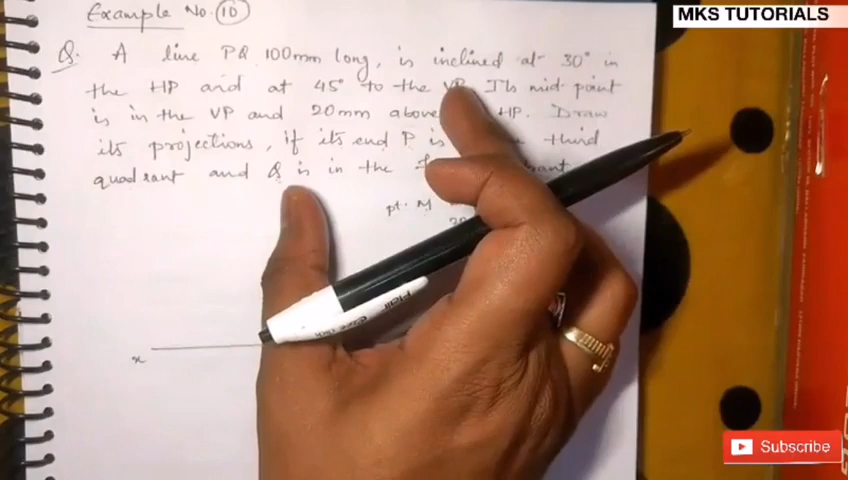 Example No. 10
MKS TUTORIALS
Q. A line PQ 100mm long, is inclined at 30° in
the HP and at 45° to the VP. Its mid-point
is in the VP and 20mm above HP. Draw
its projections, if its end P is third
quadrant and Q is in the
pt. M
x
Flair
Subscribe